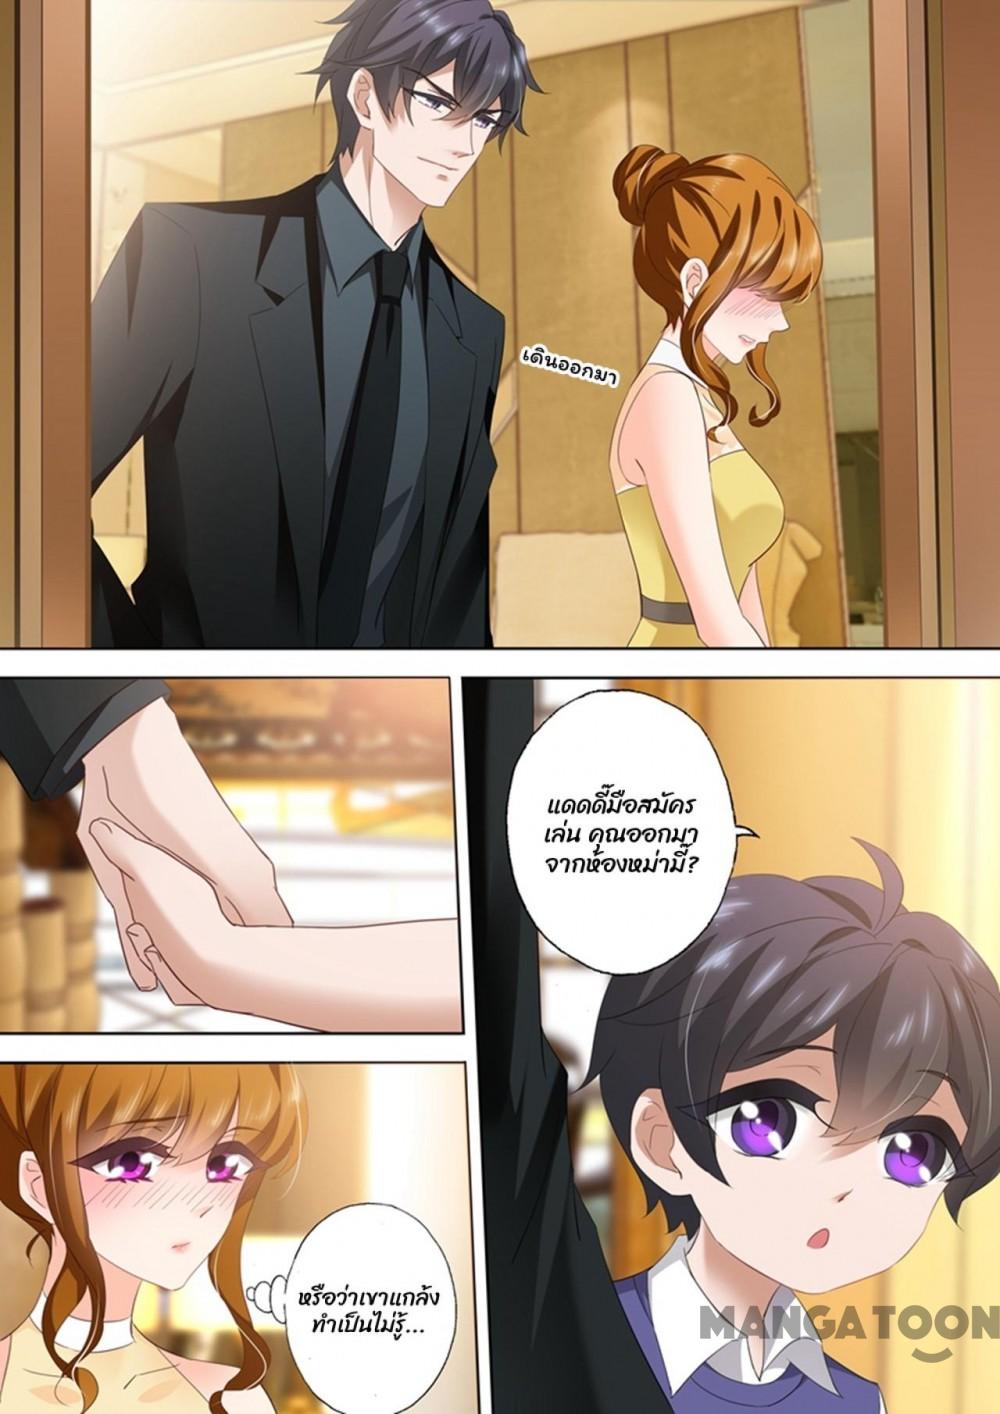 เดินออกมา
แดดดี๊มือสมัคร
เล่น คุณออกมา
จากห้องหม่ามี๊?
หรือว่าเขาแกล้ง
ทำเป็นไม่รู้...
MANGATOON